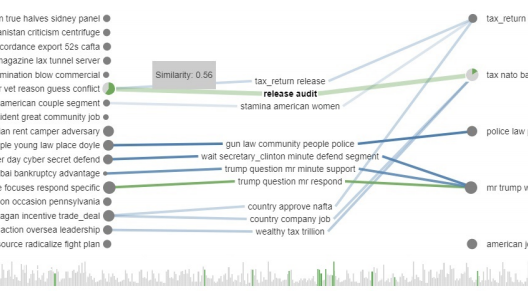 n true halves sidney panel
anistan criticism centrifuge
cordance export 52s cafta
magazine lax tunnel server
mination blow commercial
r vet reason guess conflict
american couple segment
sident great community job
an rent camper adversary
ple young law place doyle
er day cyber secret defend
bai bankruptcy advantage
e focuses respond specific
on occasion pennsylvania
agan incentive trade_deal
action oversea leadership
source radicalize fight plan
Similarity: 0.56
tax_return release
release audit
stamina american women
gun law community people police
wait secretary_clinton minute defend segment
trump question mr minute support
trump question mr respond
country approve nafta
country company job
wealthy tax trillion
tax_return
tax nato ba
police law
mr trump w
american j